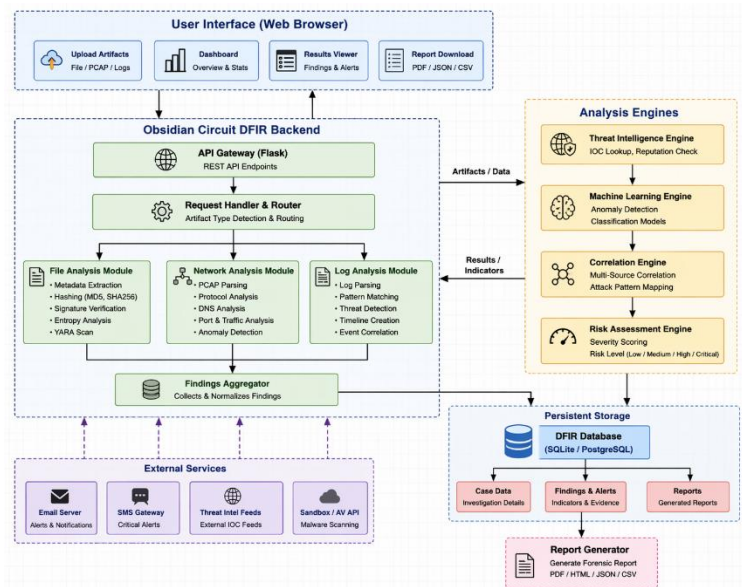 User Interface (Web Browser)
Upload Artifacts
File / PCAP / Logs
Dashboard
Overview & Stats
Results Viewer
Findings & Alerts
Report Download
PDF / JSON / CSV
Obsidian Circuit DFIR Backend
API Gateway (Flask)
REST API Endpoints
Request Handler & Router
Artifact Type Detection & Routing
File Analysis Module
• Metadata Extraction
• Hashing (MD5, SHA256)
• Signature Verification
• Entropy Analysis
• YARA Scan
Network Analysis Module
• PCAP Parsing
• Protocol Analysis
• DNS Analysis
• Port & Traffic Analysis
• Anomaly Detection
Log Analysis Module
• Log Parsing
• Pattern Matching
• Threat Detection
• Timeline Creation
• Event Correlation
Findings Aggregator
Collects & Normalizes Findings
Artifacts / Data
Results /
Indicators
Analysis Engines
Threat Intelligence Engine
IOC Lookup, Reputation Check
Machine Learning Engine
Anomaly Detection
Classification Models
Correlation Engine
Multi-Source Correlation
Attack Pattern Mapping
Risk Assessment Engine
Severity Scoring
Risk Level (Low / Medium / High / Critical)
External Services
Email Server
Alerts & Notifications
SMS Gateway
Critical Alerts
Threat Intel Feeds
External IOC Feeds
Sandbox / AV API
Malware Scanning
Persistent Storage
DFIR Database
(SQLite / PostgreSQL)
Case Data
Investigation Details
Findings & Alerts
Indicators & Evidence
Reports
Generated Reports
Report Generator
Generate Forensic Report
PDF / HTML / JSON / CSV